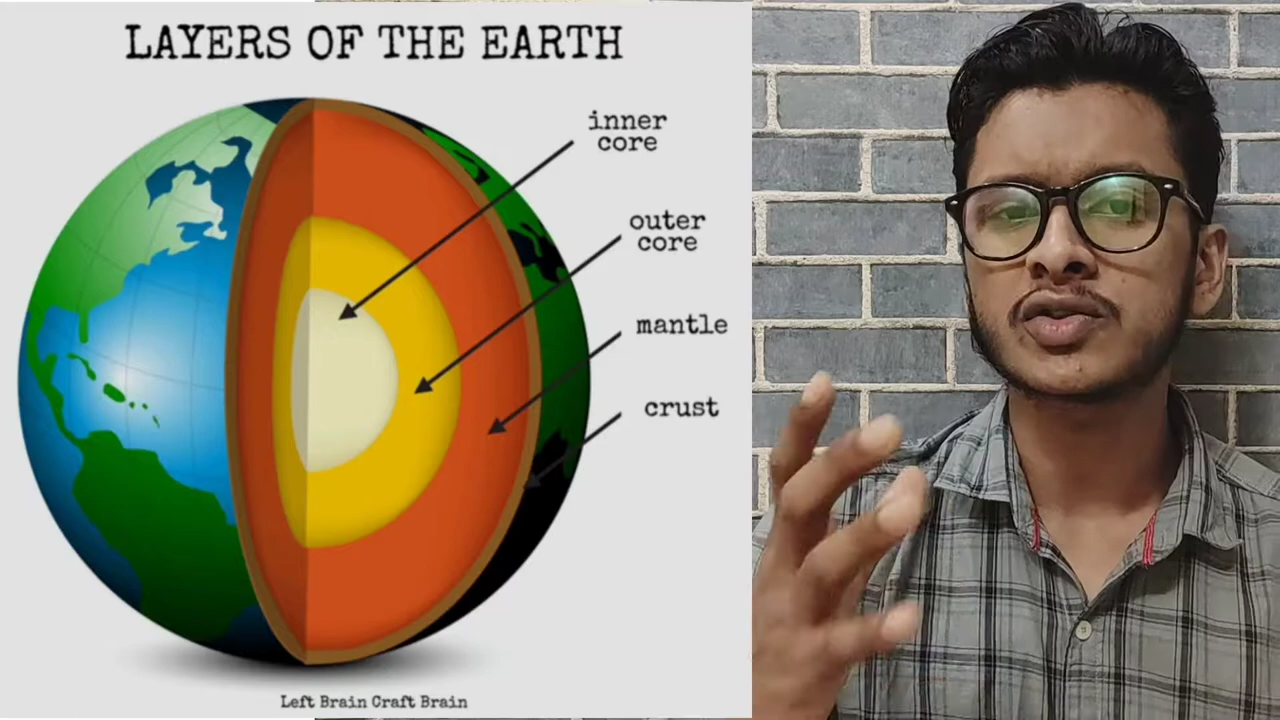 LAYERS OF THE EARTH
inner
core
outer
core
mantle
crust
Left Brain Craft Brain